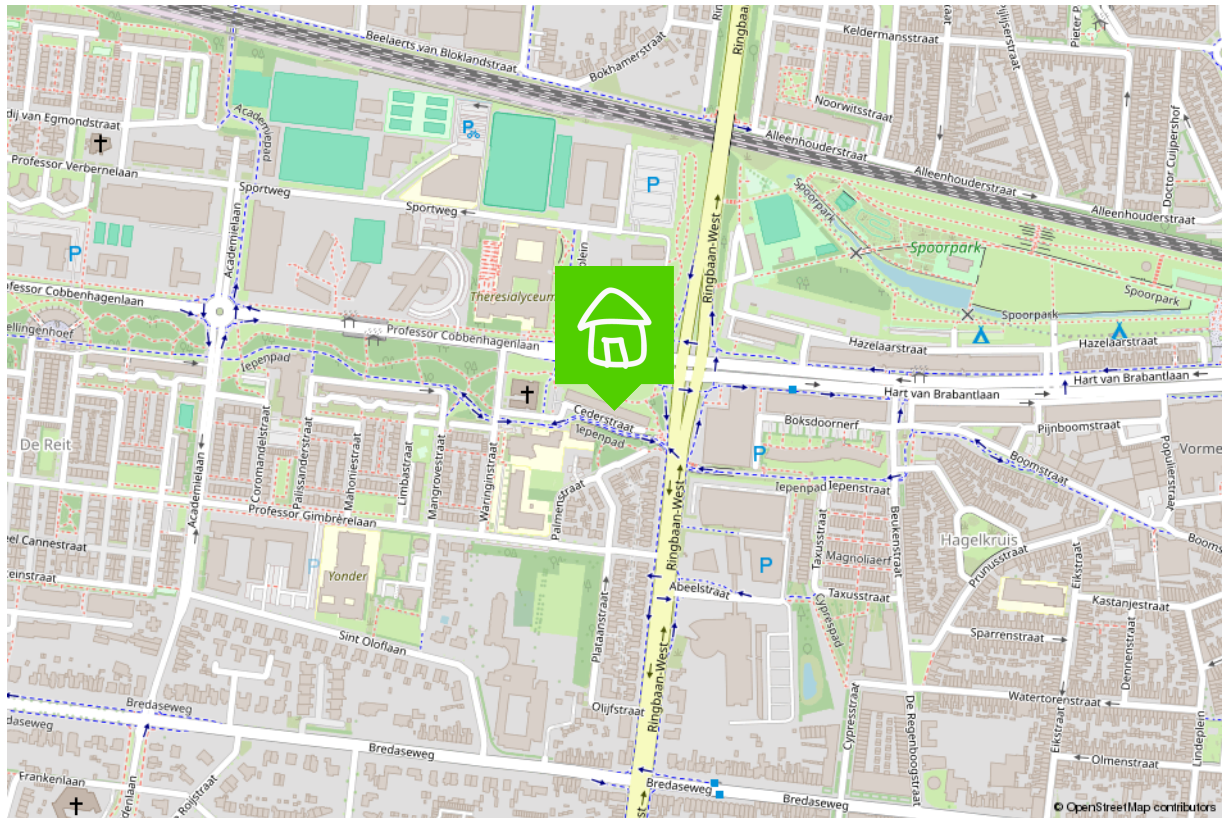 Ringbaan-West
Beelaerts van Bloklandstraat
Bokhamerstraat
Keldermansstraat
Noorwitsstraat
Doctor Cuijpershof
Academiepad
Alleenhouderstraat
Alleenhouderstraat
Alleenhouderstraat
Professor Verbernelaan
Sportweg
Sportweg
P
P
P
Spoorpark
Spoorpark
Spoorpark
Spoorpark
Academielaan
Ringbaan-West
Theresialyceum
Professor Cobbenhagenlaan
Hazelaarstraat
Hazelaarstraat
Hart van Brabantlaan
Hart van Brabantlaan
Iepenpad
Cederstraat
Iepenpad
Boksdoornerf
Pijnboomstraat
Boomstraat
Populierstraat
De Reit
Coromandelstraat
Palissanderstraat
Mahoniestraat
Limbastraat
Mangrovestraat
Waringinstraat
Palmenstraat
Academielaan
P
Iepenpad
Iepenstraat
Ringbaan-West
Professor Gimbrèrelaan
Taxusstraat
Beukenstraat
Magnoliaerf
Hagelkruis
Prunusstraat
Eikstraat
P
P
Yonder
Abeelstraat
Taxusstraat
Cyprespad
Kastanjestraat
Sparrenstraat
Dennenstraat
Sint Oloflaan
Plataanstraat
Ringbaan-West
Olijfstraat
Cypresstraat
De Regenboogstraat
Watertorenstraat
Eikstraat
Lindeplein
Bredaseweg
Bredaseweg
Olmenstraat
Frankenlaan
Bredaseweg
Bredaseweg
© OpenStreetMap contributors